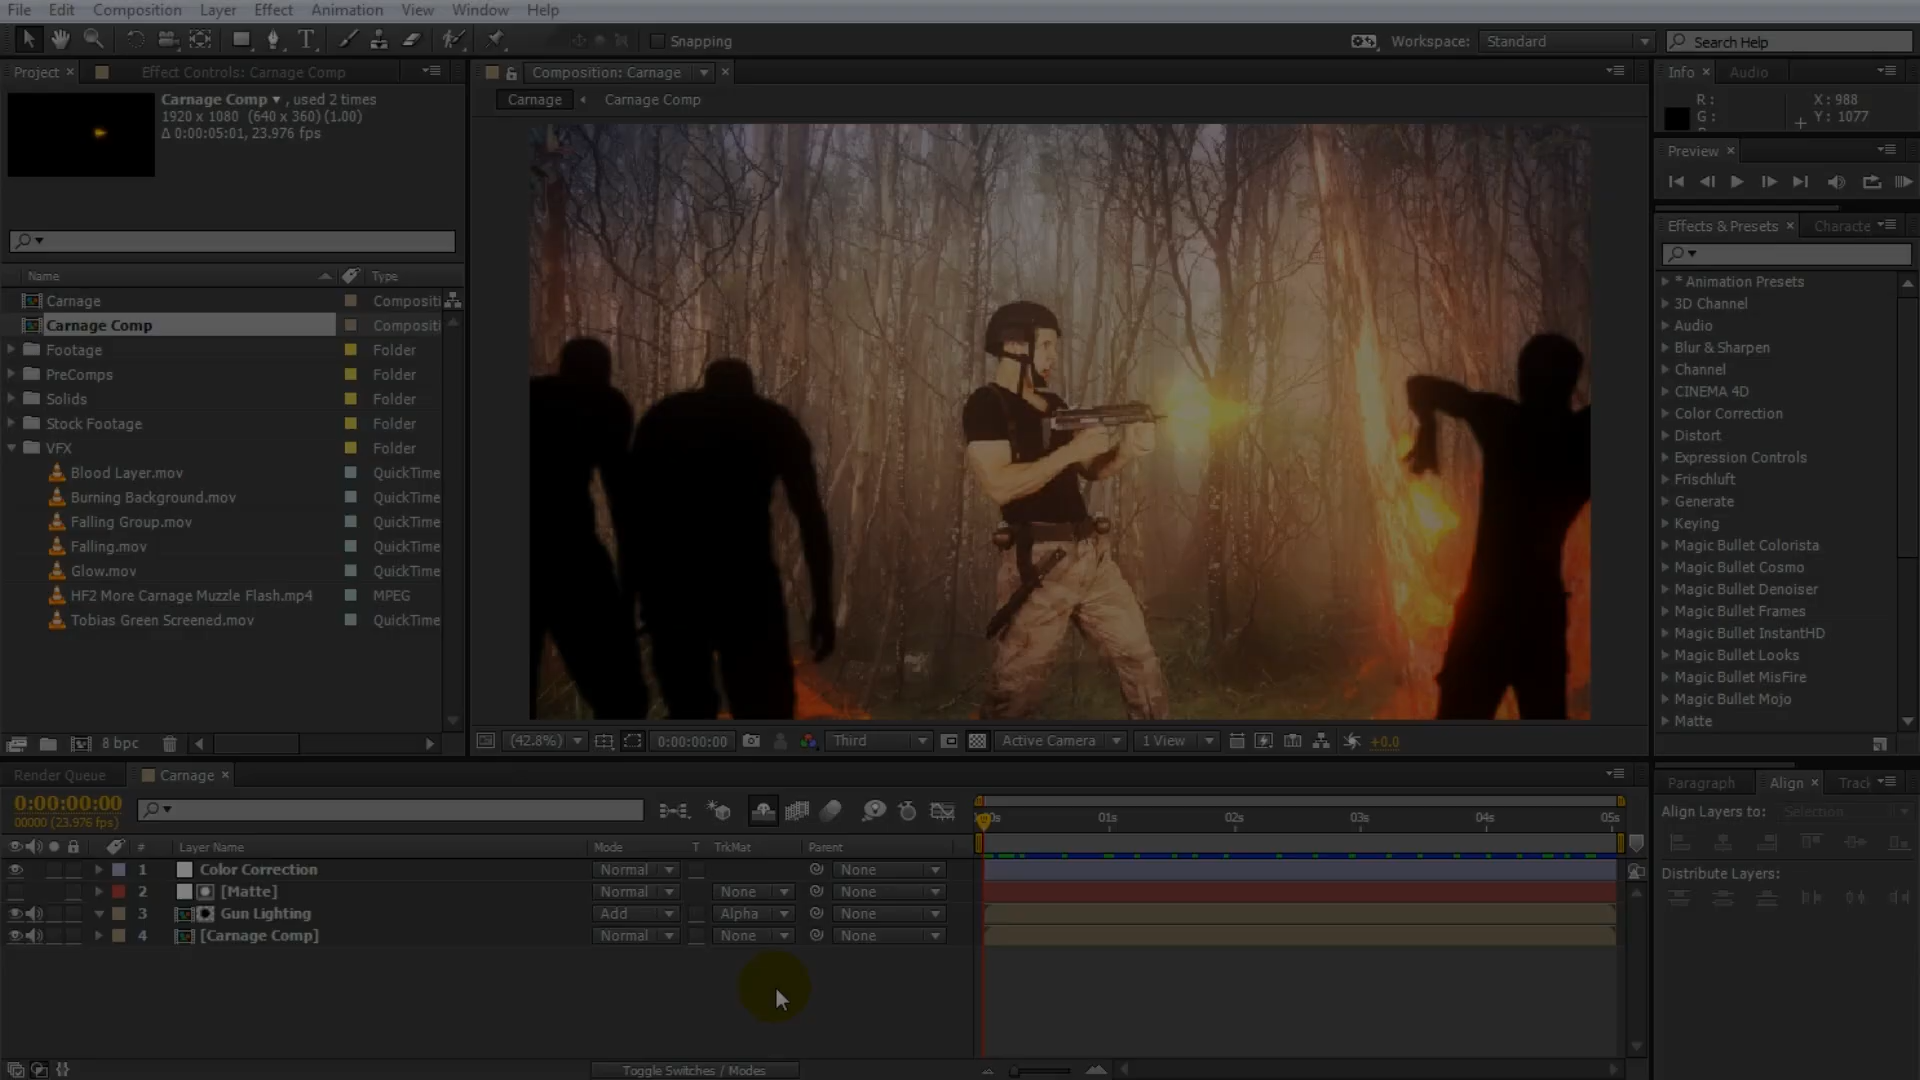 File Edit Composition Layer Effect Animation View Window Help
Snapping
Workspace: Standard
Search Help
Project × Effect Controls: Carnage Comp
Carnage Comp ▼ , used 2 times
1920 x 1080 (640 x 360) (1.00)
Δ 0:00:05:01, 23.976 fps
Name Type
Carnage Compositi
Carnage Comp Compositi
Footage Folder
PreComps Folder
Solids Folder
Stock Footage Folder
VFX Folder
Blood Layer.mov QuickTime
Burning Background.mov QuickTime
Falling Group.mov QuickTime
Falling.mov QuickTime
Glow.mov QuickTime
HF2 More Carnage Muzzle Flash.mp4 MPEG
Tobias Green Screened.mov QuickTime
8 bpc
Composition: Carnage ×
Carnage Carnage Comp
(42.8%) 0:00:00:00 Third Active Camera 1 View +0.0
Info × Audio
R : X : 988
G : Y : 1077
Preview ×
Effects & Presets × Characte
* Animation Presets
3D Channel
Audio
Blur & Sharpen
Channel
CINEMA 4D
Color Correction
Distort
Expression Controls
Frischluft
Generate
Keying
Magic Bullet Colorista
Magic Bullet Cosmo
Magic Bullet Denoiser
Magic Bullet Frames
Magic Bullet InstantHD
Magic Bullet Looks
Magic Bullet MisFire
Magic Bullet Mojo
Matte
Render Queue Carnage ×
0:00:00:00
00000 (23.976 fps)
01s 02s 03s 04s 05s
# Layer Name Mode T TrkMat Parent
1 Color Correction Normal None
2 [Matte] Normal None None
3 Gun Lighting Add Alpha None
4 [Carnage Comp] Normal None None
Toggle Switches / Modes
Paragraph Align × Tracl
Align Layers to: Selection
Distribute Layers: